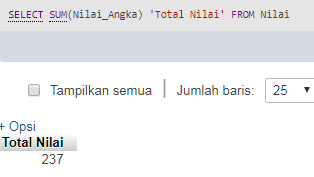 SELECT SUM(Nilai_Angka) 'Total Nilai' FROM Nilai
Tampilkan semua | Jumlah baris: 25
+ Opsi
Total Nilai
237